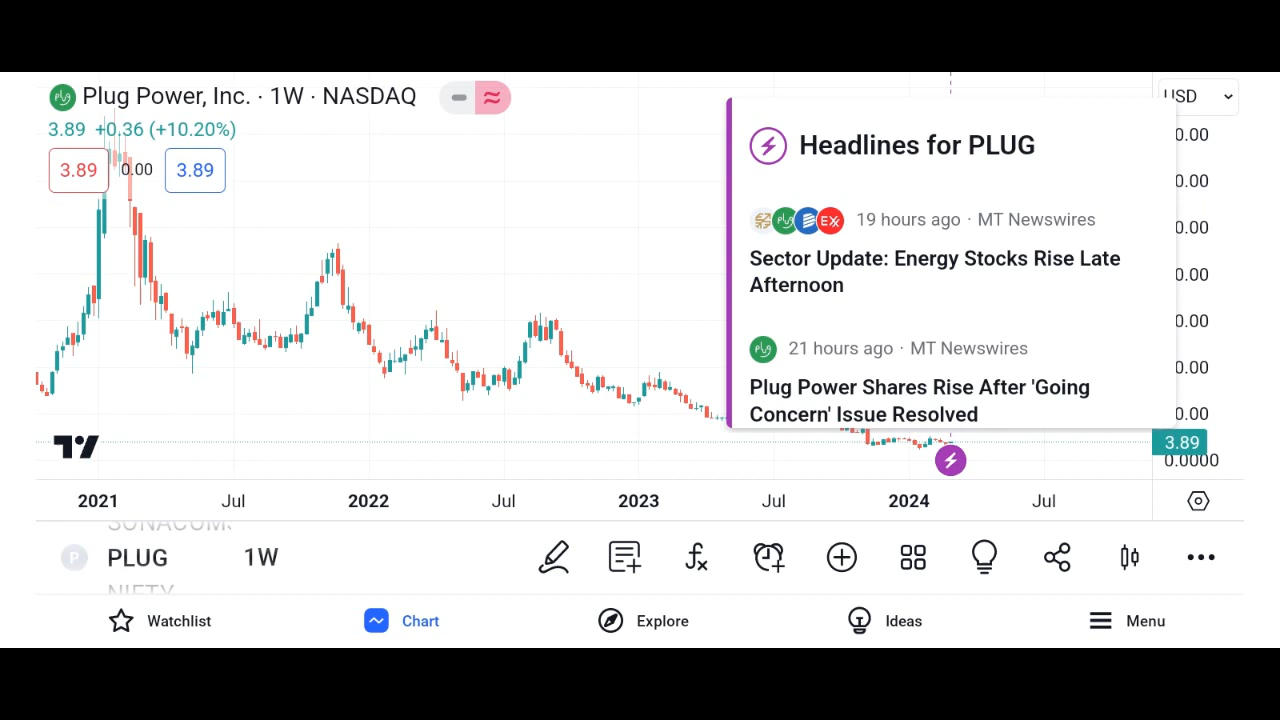 Plug Power, Inc. · 1W · NASDAQ
USD
3.89 +0.36 (+10.20%)
3.89 0.00 3.89
Headlines for PLUG
19 hours ago · MT Newswires
Sector Update: Energy Stocks Rise Late
Afternoon
21 hours ago · MT Newswires
Plug Power Shares Rise After 'Going
Concern' Issue Resolved
0.00
0.00
0.00
0.00
0.00
0.00
0.00
3.89
0.0000
2021 Jul 2022 Jul 2023 Jul 2024 Jul
PLUG 1W
NIFTY
Watchlist Chart Explore Ideas Menu